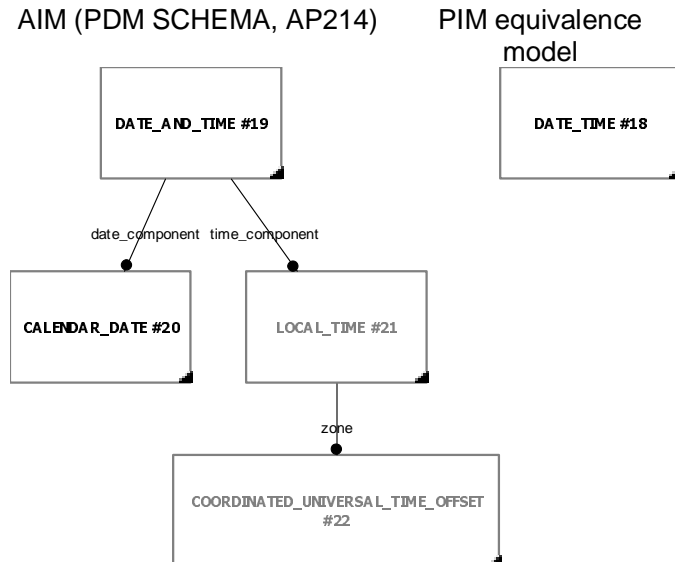 AIM (PDM SCHEMA, AP214)
PIM equivalence
model
DATE_AND_TIME #19
DATE_TIME #18
date_component
time_component
CALENDAR_DATE #20
LOCAL_TIME #21
zone
COORDINATED_UNIVERSAL_TIME_OFFSET
#22